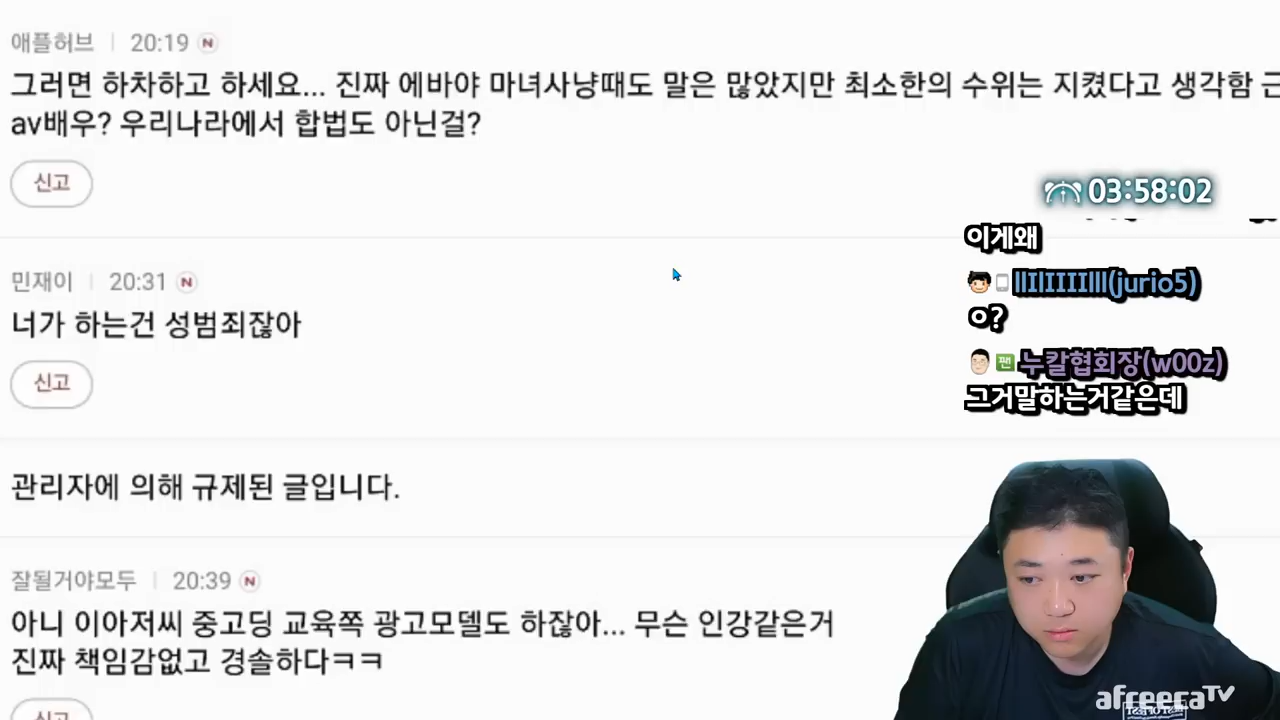 애플허브 | 20:19 N
그러면 하차하고 하세요... 진짜 에바야 마녀사냥때도 말은 많았지만 최소한의 수위는 지켰다고 생각함 근
av배우? 우리나라에서 합법도 아닌걸?
신고
03:58:02
이게왜
민재이 | 20:31 N
너가 하는건 성범죄잖아
llIlIIIIlll(jurio5)
ㅇ?
신고
팬 누칼협회장(w00z)
그거말하는거같은데
관리자에 의해 규제된 글입니다.
잘될거야모두 | 20:39 N
아니 이아저씨 중고딩 교육쪽 광고모델도 하잖아... 무슨 인강같은거
진짜 책임감없고 경솔하다ㅋㅋ
신고
afreecaTV